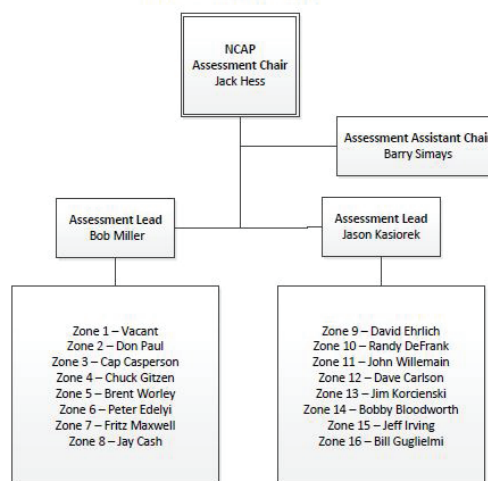 NCAP
Assessment Chair
Jack Hess
Assessment Assistant Chair
Barry Simays
Assessment Lead
Bob Miller
Assessment Lead
Jason Kasiorek
Zone 1 – Vacant
Zone 2 – Don Paul
Zone 3 – Cap Casperson
Zone 4 – Chuck Gitzen
Zone 5 – Brent Worley
Zone 6 – Peter Edelyi
Zone 7 – Fritz Maxwell
Zone 8 – Jay Cash
Zone 9 – David Ehrlich
Zone 10 – Randy DeFrank
Zone 11 – John Willemain
Zone 12 – Dave Carlson
Zone 13 – Jim Korcienski
Zone 14 – Bobby Bloodworth
Zone 15 – Jeff Irving
Zone 16 – Bill Guglielmi